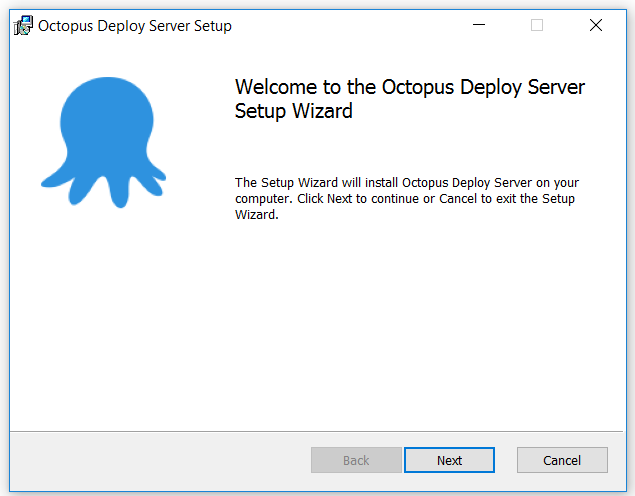 Octopus Deploy Server Setup
Welcome to the Octopus Deploy Server
Setup Wizard
The Setup Wizard will install Octopus Deploy Server on your
computer. Click Next to continue or Cancel to exit the Setup
Wizard.
Back
Next
Cancel